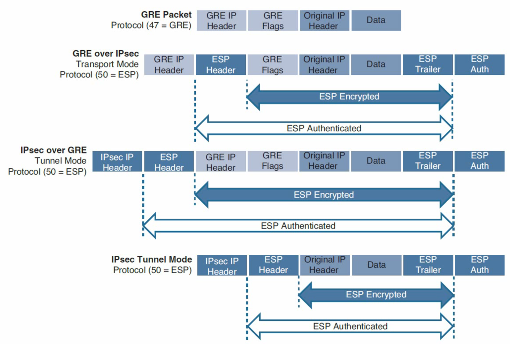 GRE Packet
Protocol (47 = GRE)
GRE IP Header
GRE Flags
Original IP Header
Data
GRE over IPsec
Transport Mode
Protocol (50 = ESP)
GRE IP Header
ESP Header
GRE Flags
Original IP Header
Data
ESP Trailer
ESP Auth
ESP Encrypted
ESP Authenticated
IPsec over GRE
Tunnel Mode
Protocol (50 = ESP)
IPsec IP Header
ESP Header
GRE IP Header
GRE Flags
Original IP Header
Data
ESP Trailer
ESP Auth
ESP Encrypted
ESP Authenticated
IPsec Tunnel Mode
Protocol (50 = ESP)
IPsec IP Header
ESP Header
Original IP Header
Data
ESP Trailer
ESP Auth
ESP Encrypted
ESP Authenticated